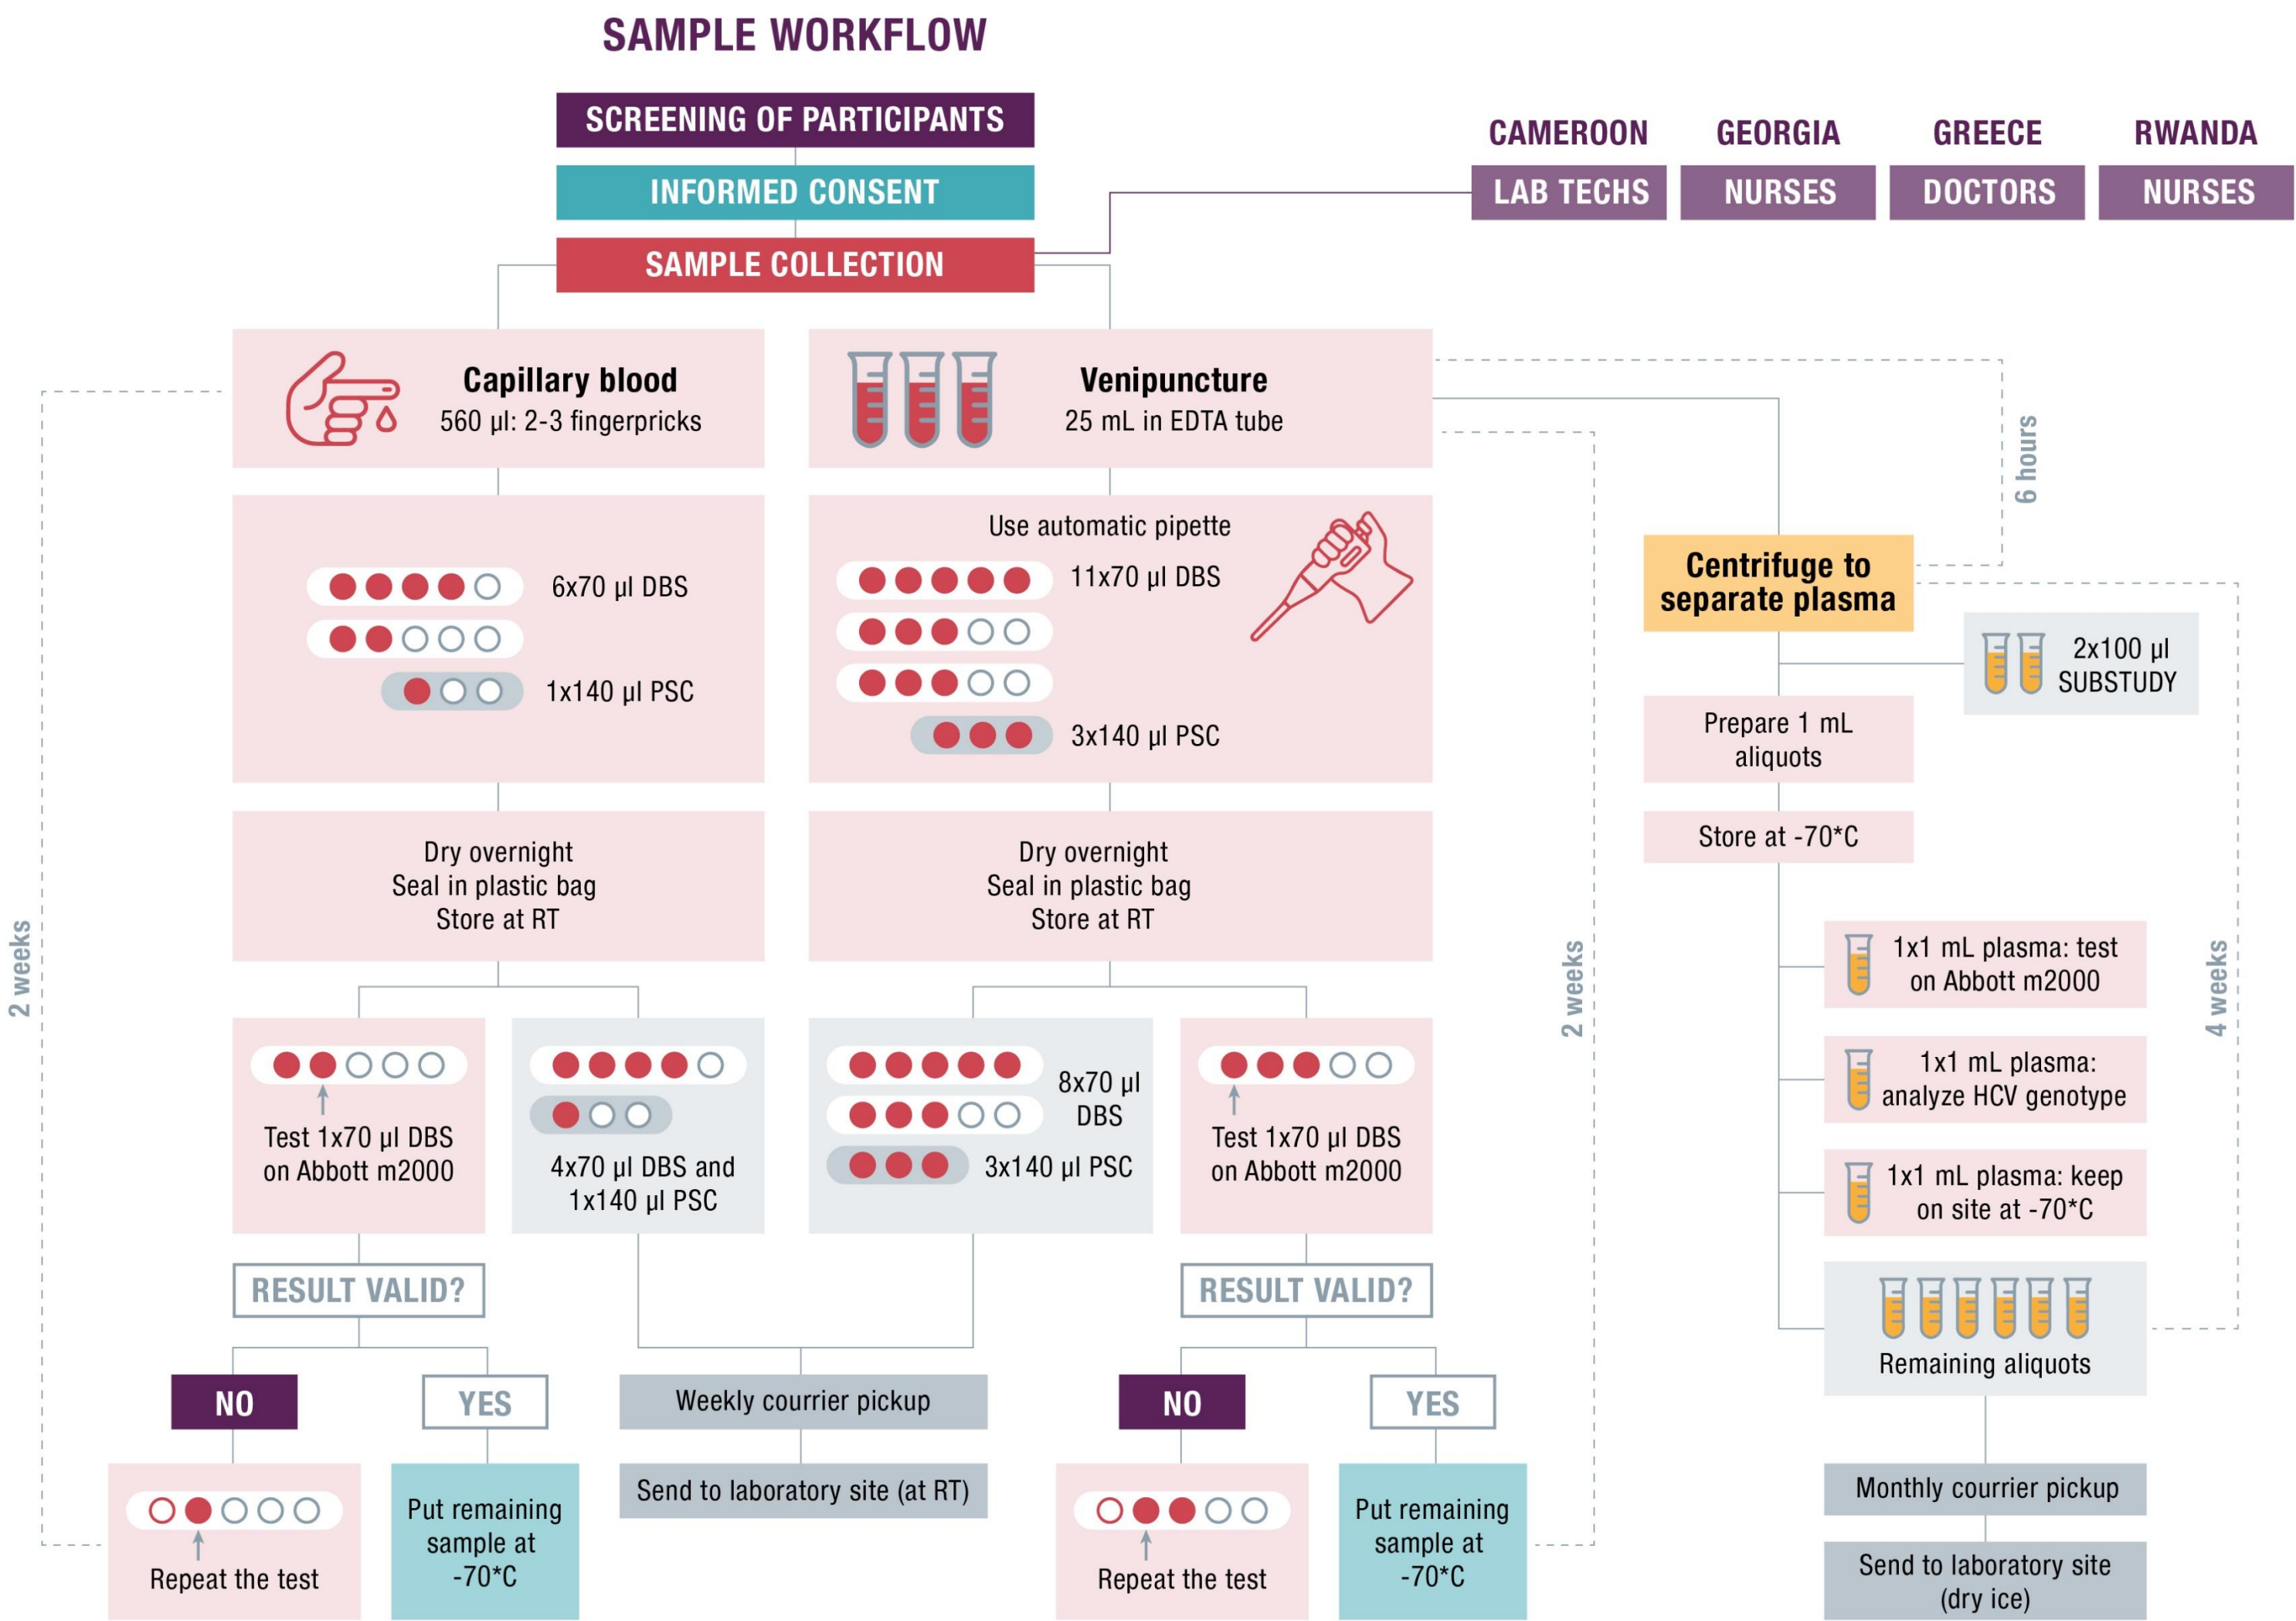 SAMPLE WORKFLOW
SCREENING OF PARTICIPANTS
INFORMED CONSENT
SAMPLE COLLECTION
CAMEROON
LAB TECHS
GEORGIA
NURSES
GREECE
DOCTORS
RWANDA
NURSES
Capillary blood
560 µl: 2-3 fingerpricks
6x70 µl DBS
1x140 µl PSC
Dry overnight
Seal in plastic bag
Store at RT
Test 1x70 µl DBS
on Abbott m2000
4x70 µl DBS and
1x140 µl PSC
RESULT VALID?
NO
YES
Repeat the test
Put remaining
sample at
-70*C
2 weeks
Venipuncture
25 mL in EDTA tube
Use automatic pipette
11x70 µl DBS
3x140 µl PSC
Dry overnight
Seal in plastic bag
Store at RT
8x70 µl
DBS
3x140 µl PSC
Test 1x70 µl DBS
on Abbott m2000
Weekly courrier pickup
Send to laboratory site (at RT)
RESULT VALID?
NO
YES
Repeat the test
Put remaining
sample at
-70*C
2 weeks
6 hours
Centrifuge to
separate plasma
2x100 µl
SUBSTUDY
Prepare 1 mL
aliquots
Store at -70*C
1x1 mL plasma: test
on Abbott m2000
1x1 mL plasma:
analyze HCV genotype
1x1 mL plasma: keep
on site at -70*C
4 weeks
Remaining aliquots
Monthly courrier pickup
Send to laboratory site
(dry ice)